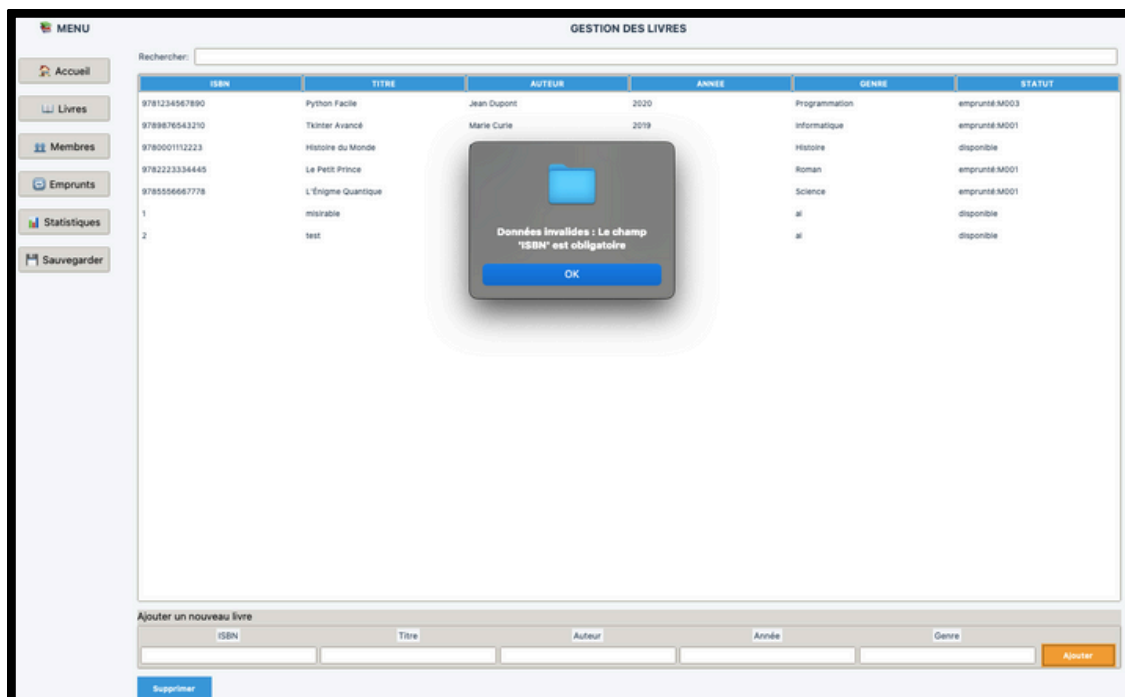 MENU
GESTION DES LIVRES
Accueil
Livres
Membres
Emprunts
Statistiques
Sauvegarder
Rechercher:
ISBN TITRE AUTEUR ANNEE GENRE STATUT
9781234567890 Python Facile Jean Dupont 2020 Programmation emprunté:M003
9789876543210 Tkinter Avancé Marie Curie 2019 Informatique emprunté:M001
9780001112223 Histoire du Monde Histoire disponible
9782223334445 Le Petit Prince Roman emprunté:M001
9785556667778 L'Énigme Quantique Science emprunté:M001
1 misirable al disponible
2 test al disponible
Données invalides : Le champ
'ISBN' est obligatoire
OK
Ajouter un nouveau livre
ISBN Titre Auteur Année Genre
Ajouter
Supprimer